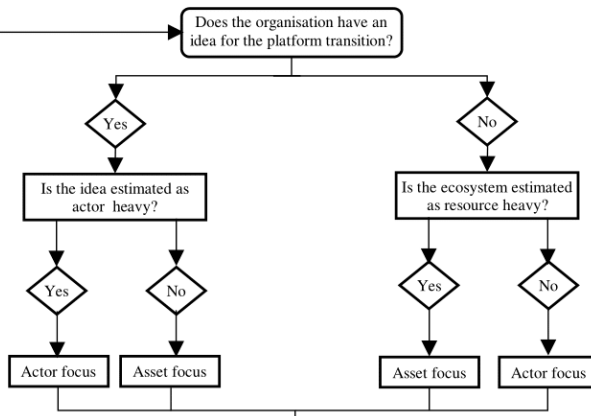 Does the organisation have an
idea for the platform transition?
Yes
No
Is the idea estimated as
actor heavy?
Is the ecosystem estimated
as resource heavy?
Yes
No
Yes
No
Actor focus
Asset focus
Asset focus
Actor focus